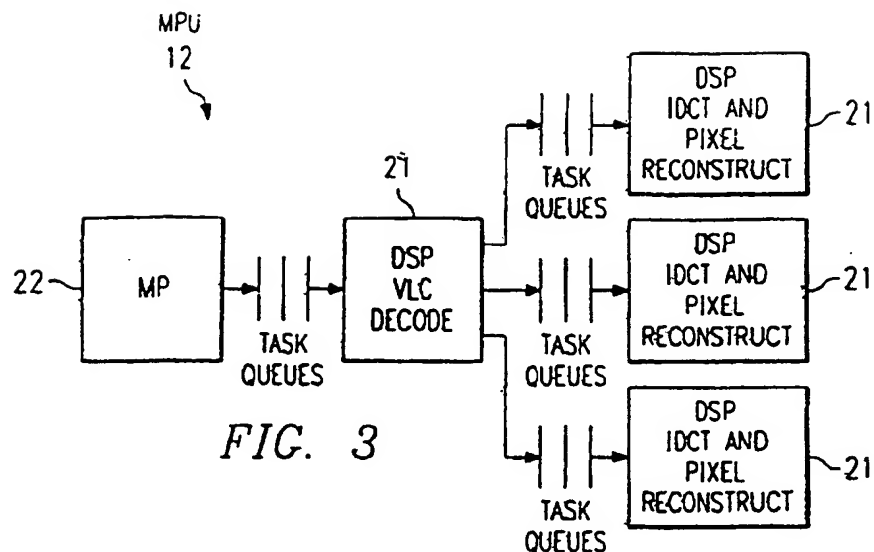 MPU
12
DSP
IDCT AND
PIXEL
RECONSTRUCT
21
TASK
QUEUES
21
DSP
VLC
DECODE
22
MP
TASK
QUEUES
DSP
IDCT AND
PIXEL
RECONSTRUCT
21
TASK
QUEUES
FIG. 3
DSP
IDCT AND
PIXEL
RECONSTRUCT
21
TASK
QUEUES